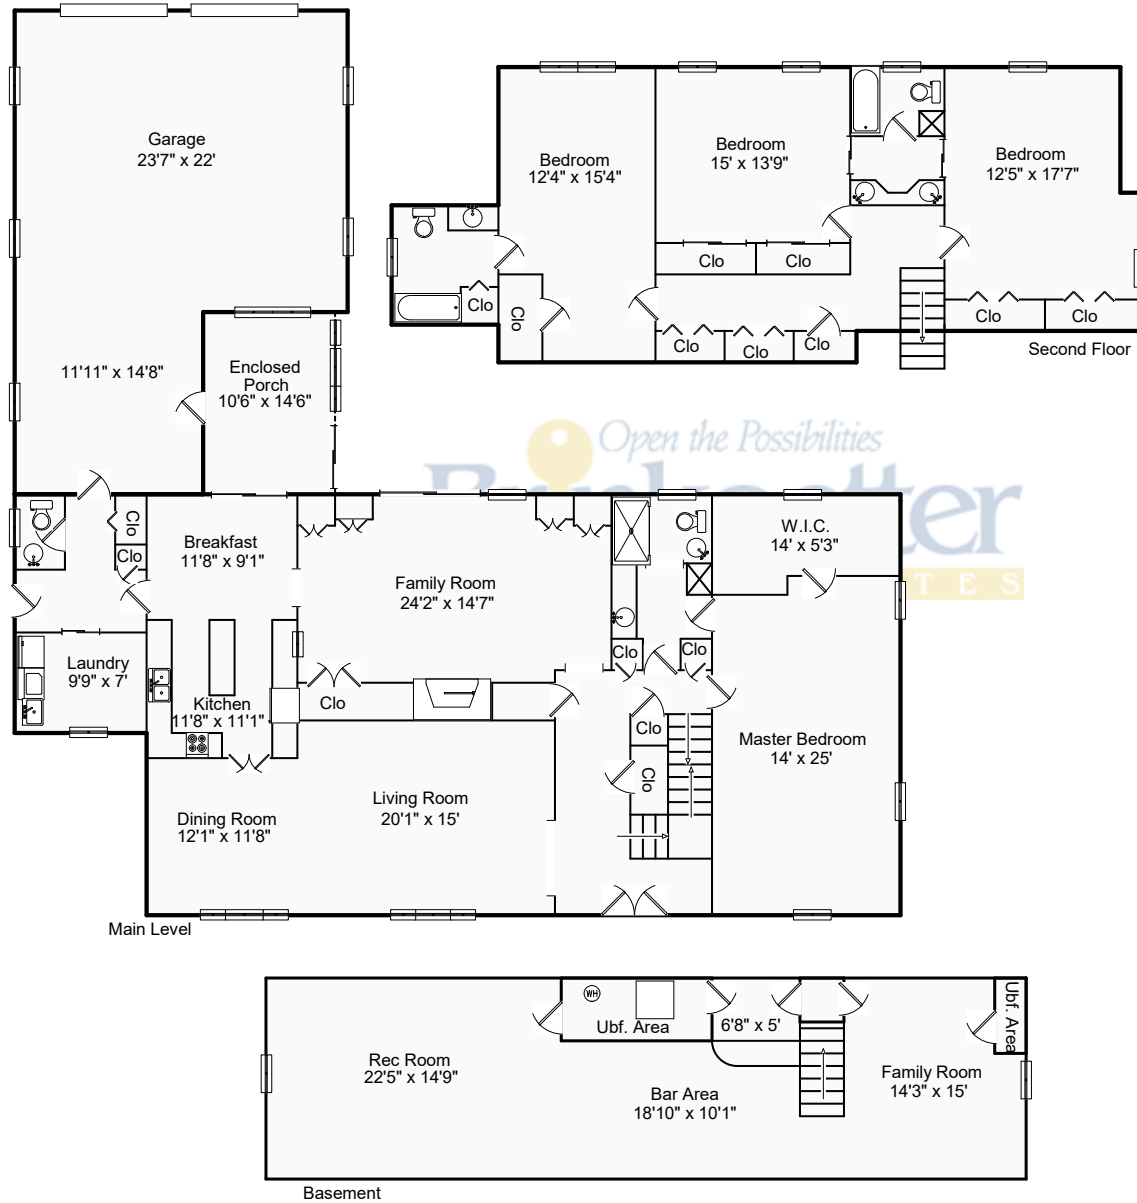 Garage
23'7" x 22'
11'11" x 14'8"
Enclosed
Porch
10'6" x 14'6"
Bedroom
12'4" x 15'4"
Bedroom
15' x 13'9"
Bedroom
12'5" x 17'7"
Clo
Clo
Clo
Clo
Clo
Clo
Clo
Clo
Clo
Second Floor
Open the Possibilities
TES
Clo
Clo
Breakfast
11'8" x 9'1"
Family Room
24'2" x 14'7"
W.I.C.
14' x 5'3"
Laundry
9'9" x 7'
Kitchen
11'8" x 11'1"
Clo
Clo
Clo
Clo
Clo
Master Bedroom
14' x 25'
Living Room
20'1" x 15'
Dining Room
12'1" x 11'8"
Main Level
WH
Ubf. Area
6'8" x 5'
Ubf. Area
Rec Room
22'5" x 14'9"
Bar Area
18'10" x 10'1"
Family Room
14'3" x 15'
Basement